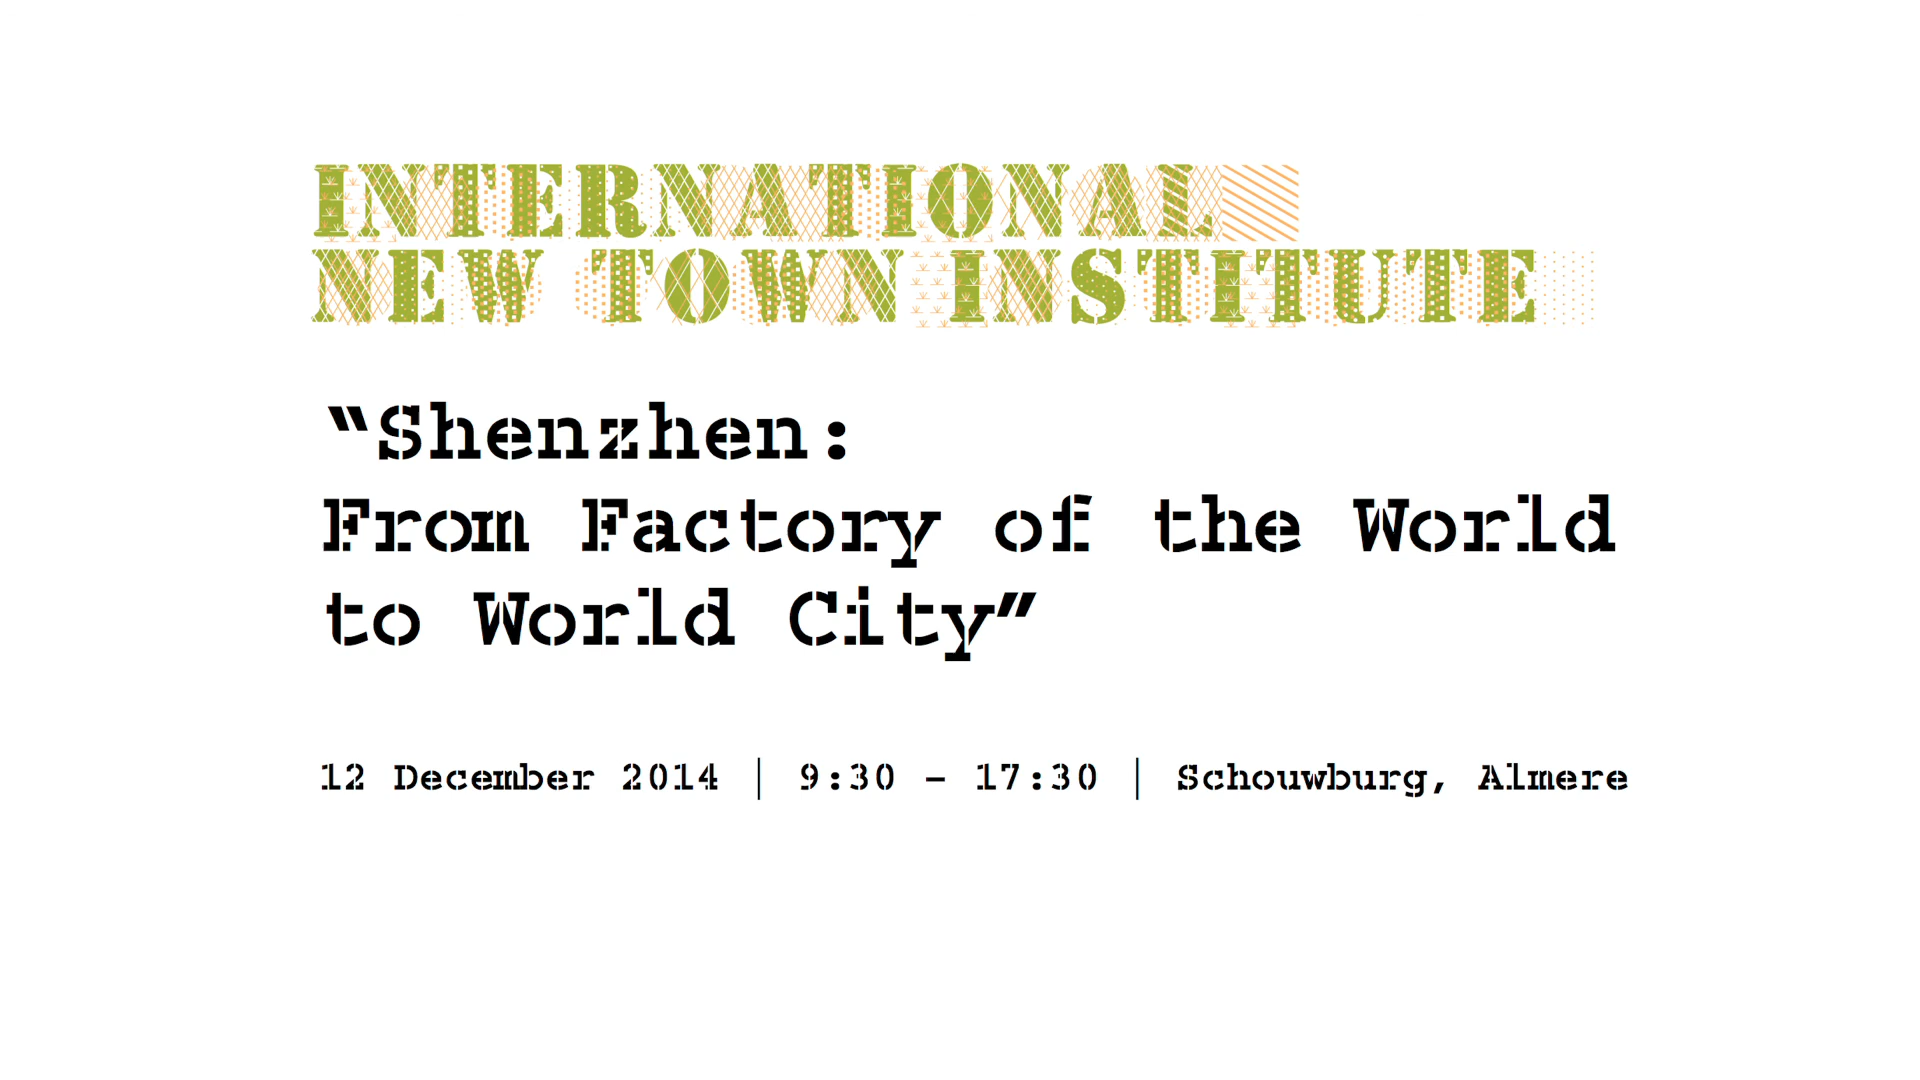 INTERNATIONAL
NEW TOWN INSTITUTE
“Shenzhen:
From Factory of the World
to World City”
12 December 2014 | 9:30 – 17:30 | Schouwburg, Almere